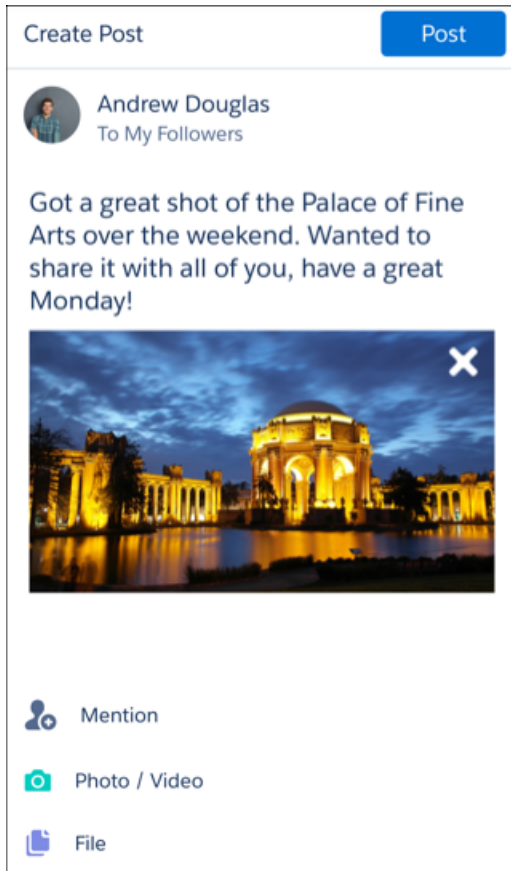 Create Post
Post
Andrew Douglas
To My Followers
Got a great shot of the Palace of Fine
Arts over the weekend. Wanted to
share it with all of you, have a great
Monday!
Mention
Photo / Video
File